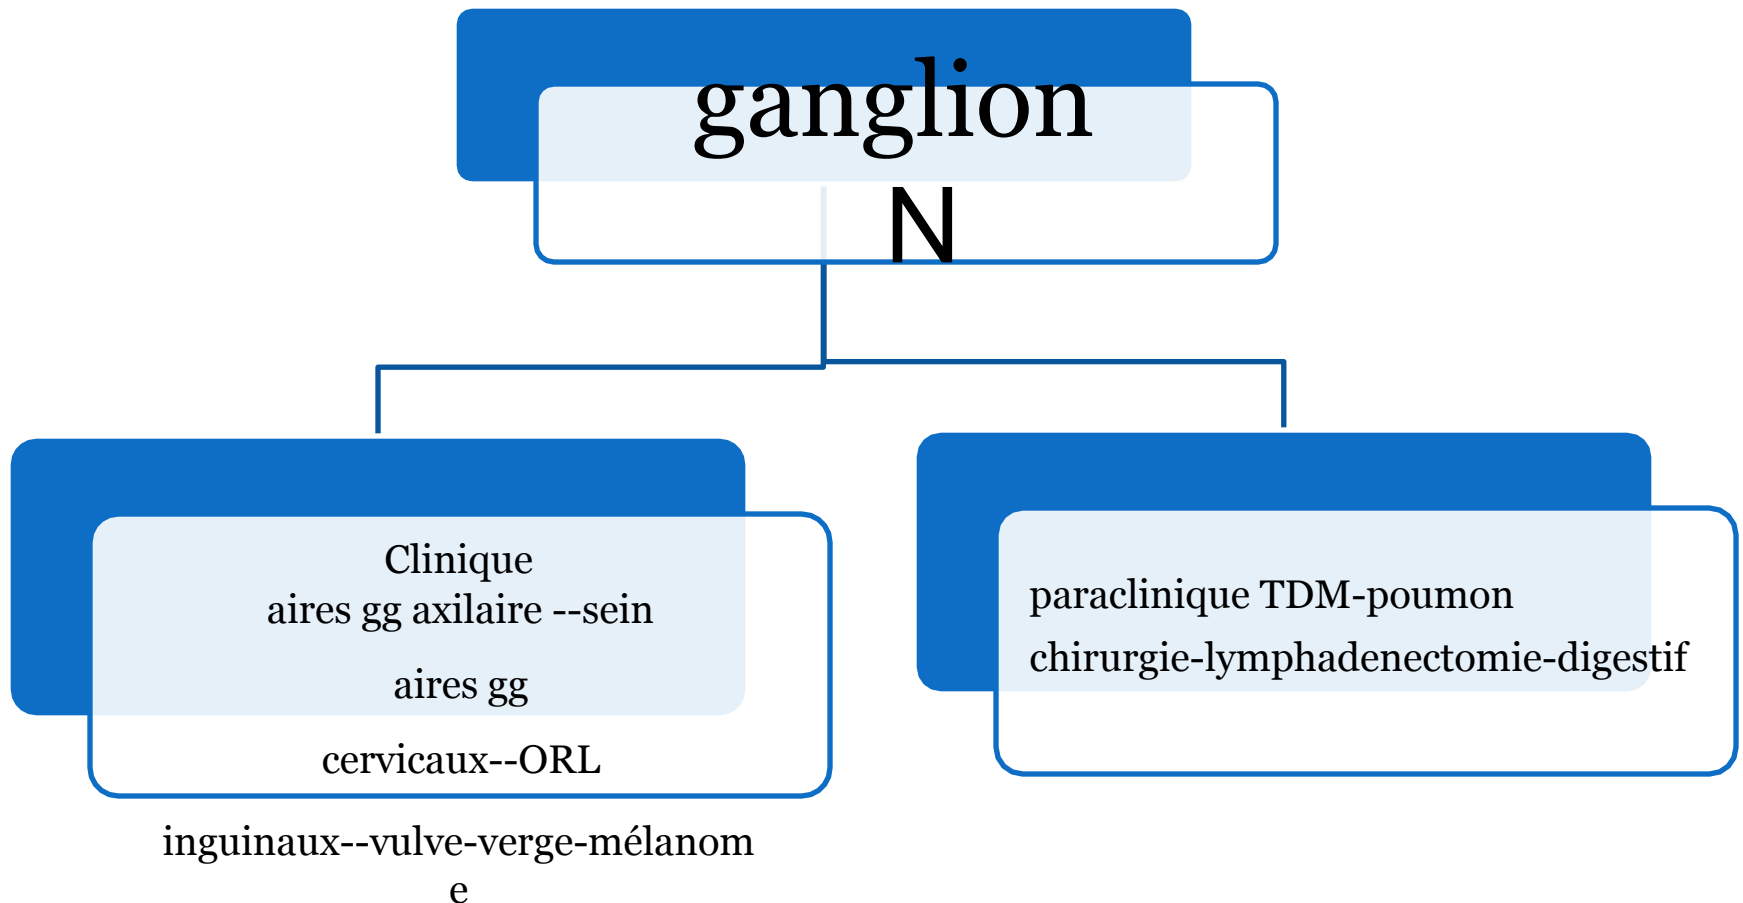 ganglion
N
Clinique
aires gg axilaire --sein
aires gg
cervicaux--ORL
inguinaux--vulve-verge-mélanom
e
paraclinique TDM-poumon
chirurgie-lymphadenectomie-digestif